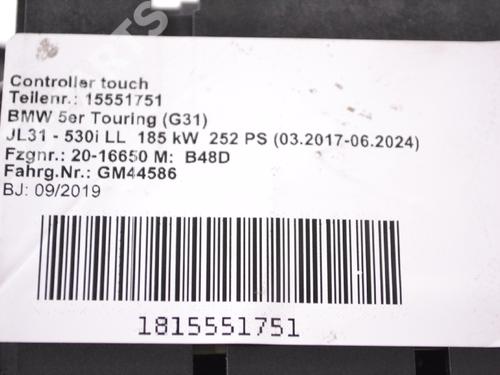 PARTS
Controller touch
Teilenr.: 15551751
BMW 5er Touring (G31)
JL31 - 530i LL 185 kW 252 PS (03.2017-06.2024)
Fzgnr.: 20-16650 M: B48D
Fahrg.Nr.: GM44586
BJ: 09/2019
1815551751